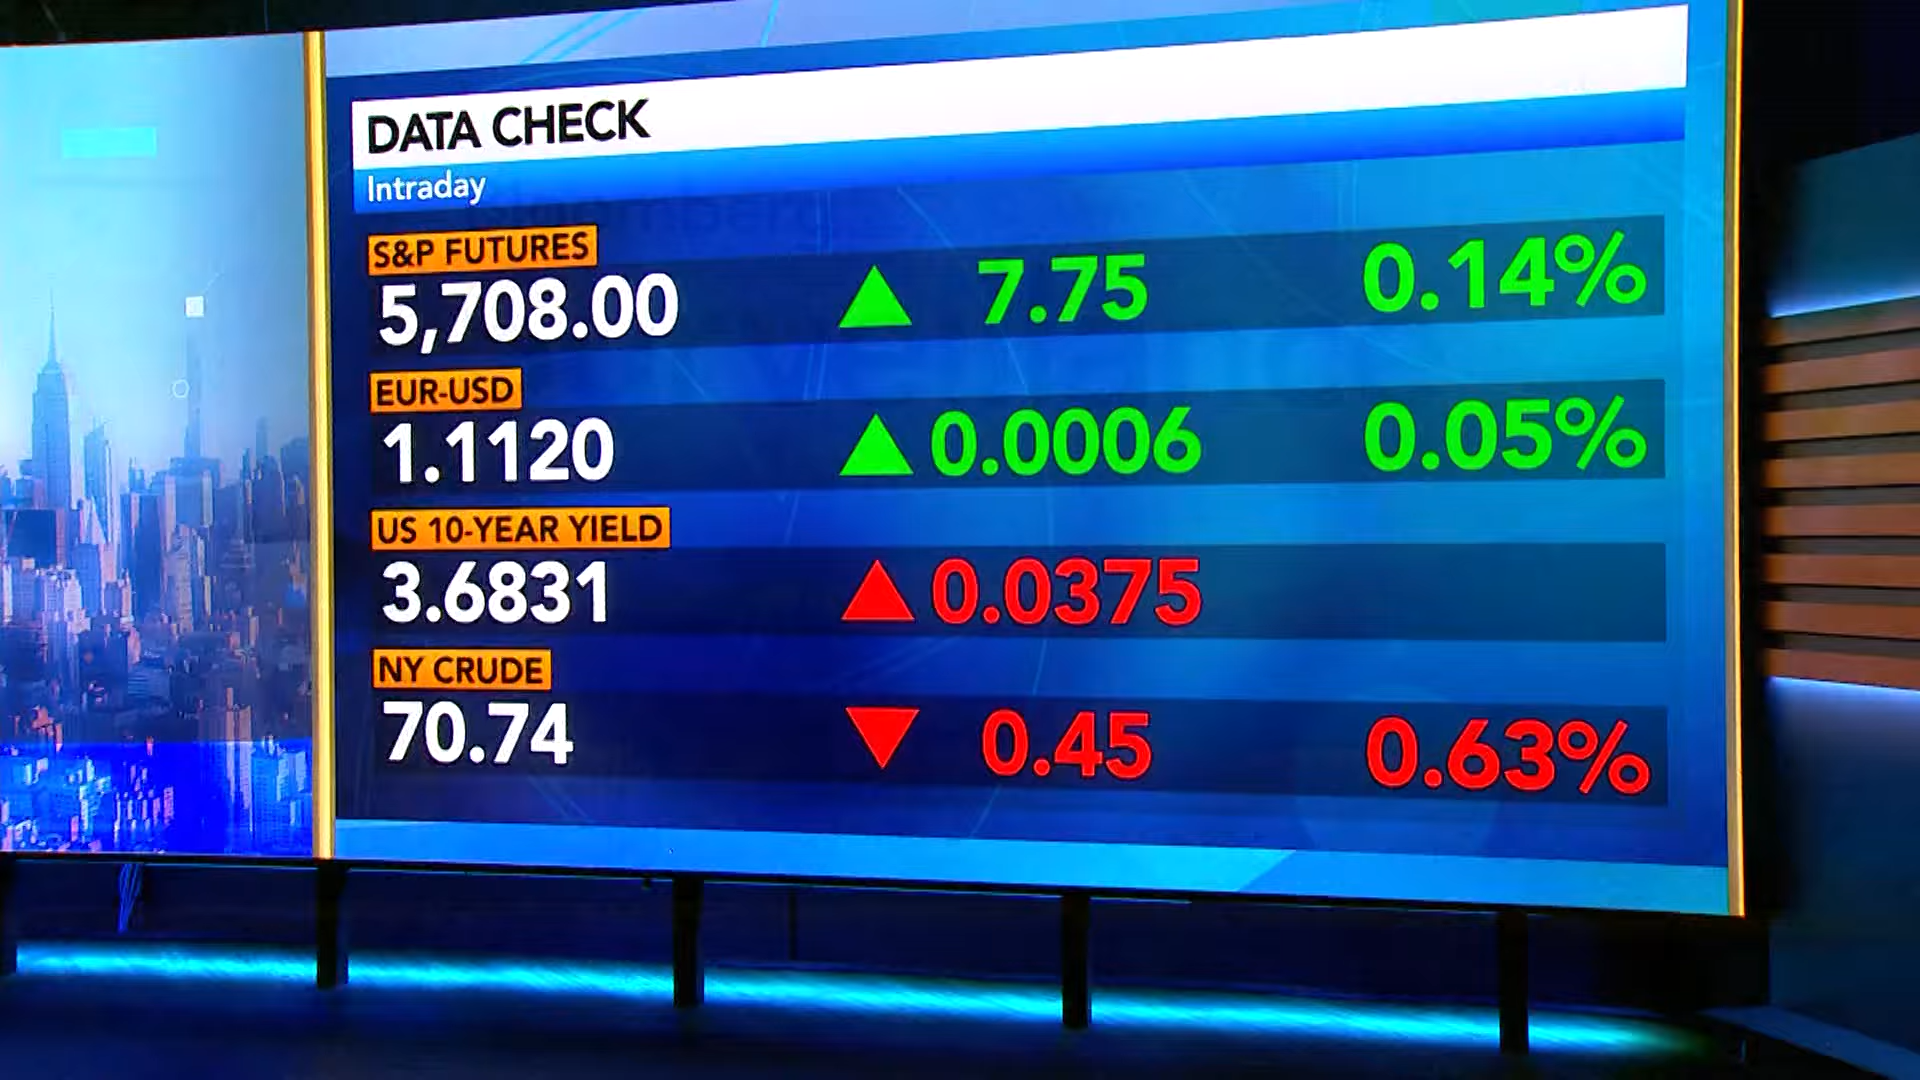 DATA CHECK
Intraday
S&P FUTURES
5,708.00 ▲ 7.75 0.14%
EUR-USD
1.1120 ▲ 0.0006 0.05%
US 10-YEAR YIELD
3.6831 ▲ 0.0375
NY CRUDE
70.74 ▼ 0.45 0.63%